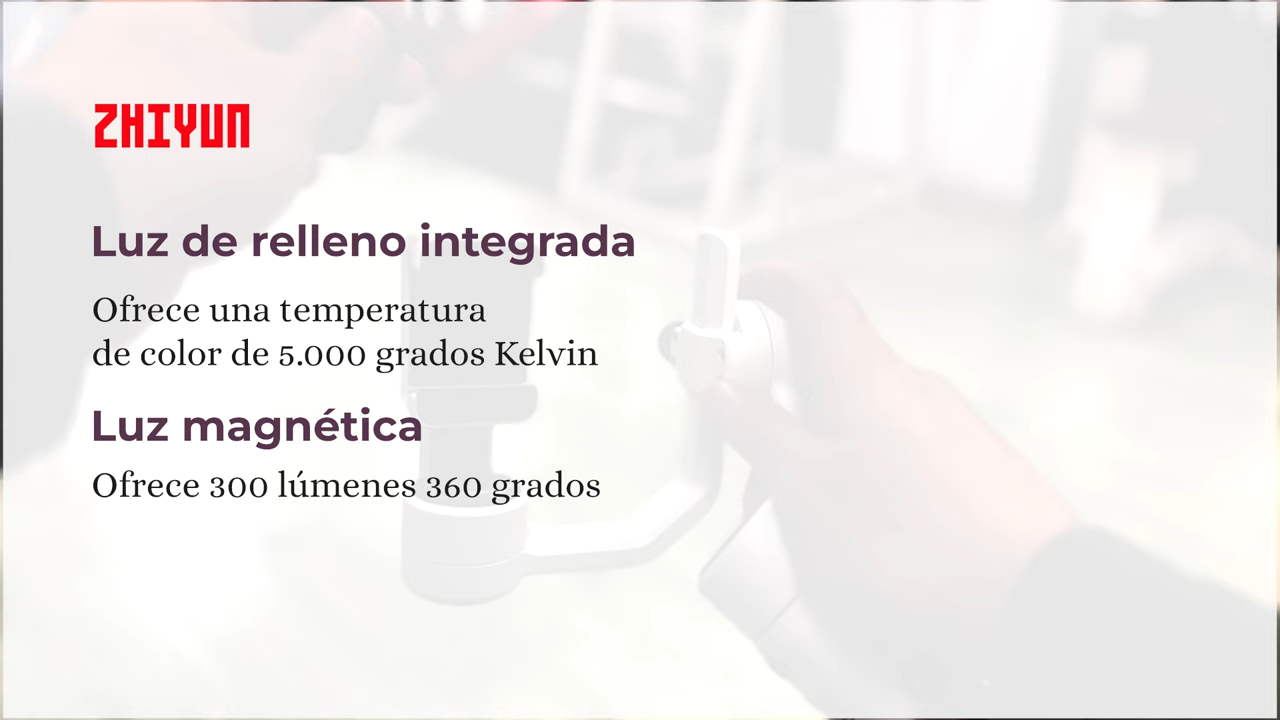 ZHIYUN
Luz de relleno integrada
Ofrece una temperatura
de color de 5.000 grados Kelvin
Luz magnética
Ofrece 300 lúmenes 360 grados